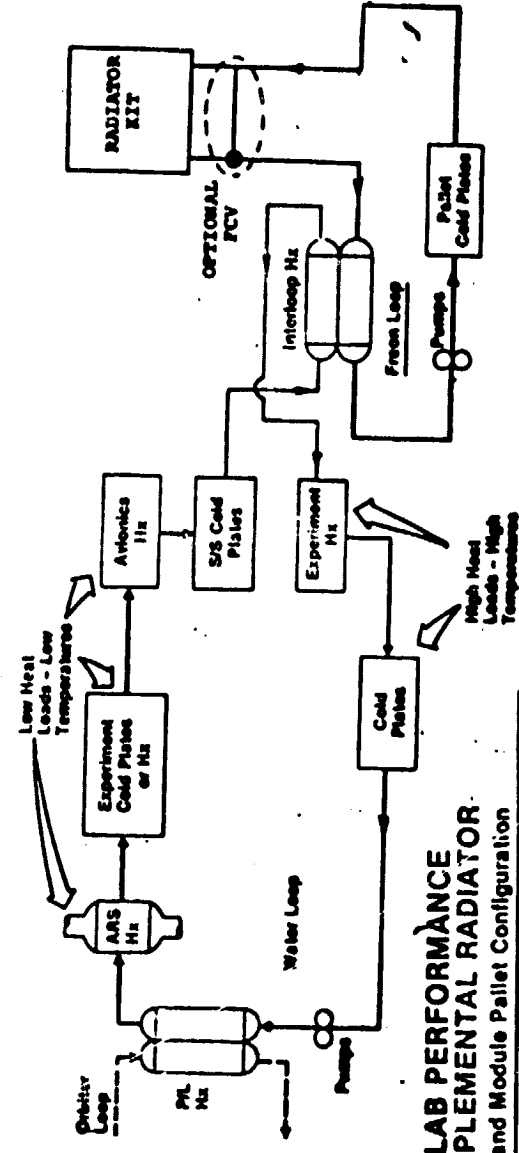 RADIATOR
KIT
OPTIONAL
FCV
Interloop Hx
Freon Loop
Pumps
Pallet
Cold Plates
Low Heat
Loads - Low
Temperatures
Avionics
Hx
S/S Cold
Plates
Experiment
Cold Plates
or Hx
Experiment
Hx
High Heat
Loads - High
Temperatures
Cold
Plates
ARS
Hx
Water Loop
Orbiter
Loop
P/L
Hx
Pumps
LAB PERFORMANCE
PLEMENTAL RADIATOR
and Module Pallet Configuration